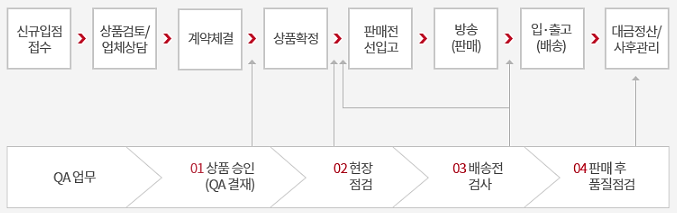 신규입점
접수
상품검토/
업체상담
계약체결
상품확정
판매전
선입고
방송
(판매)
입·출고
(배송)
대금정산/
사후관리
QA 업무
01 상품 승인
(QA 결재)
02 현장
점검
03 배송전
검사
04 판매 후
품질점검